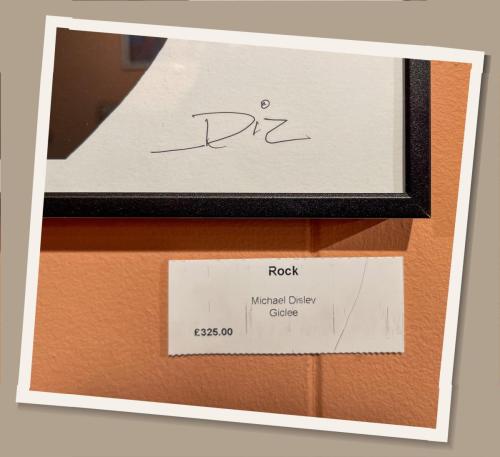 Diz
Rock
Michael Dislev
Giclee
£325.00